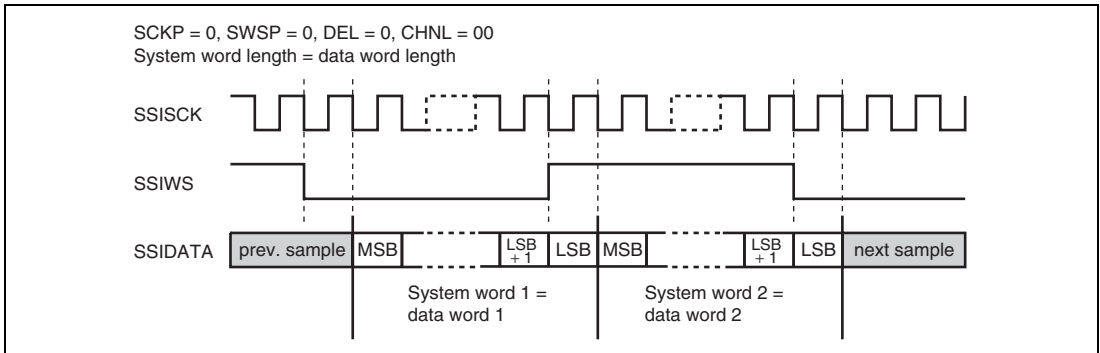 SCKP = 0, SWSP = 0, DEL = 0, CHNL = 00
System word length = data word length
SSISCK
SSIWS
SSIDATA
prev. sample
MSB
LSB
+ 1
LSB
MSB
LSB
+ 1
LSB
next sample
System word 1 =
data word 1
System word 2 =
data word 2